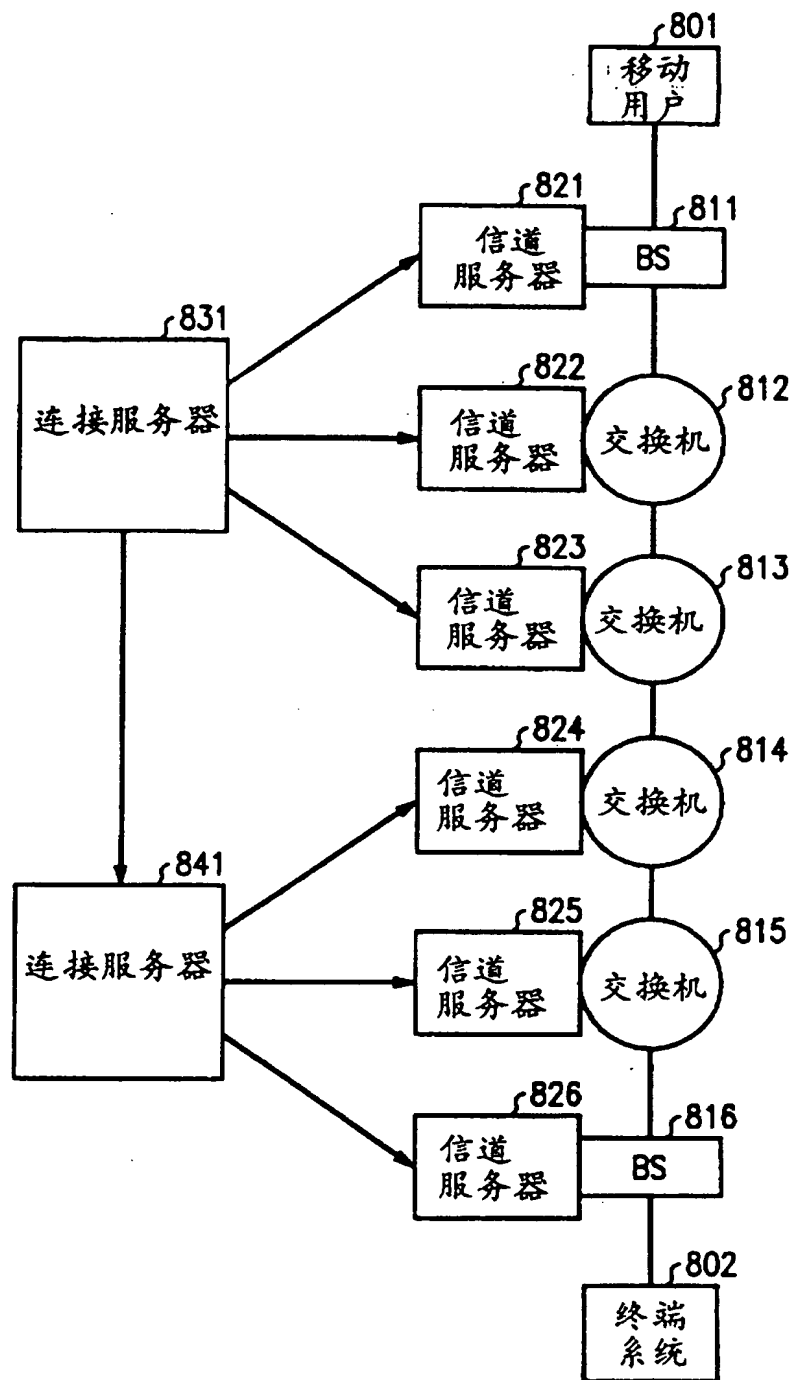 801
移动
用户
821
811
信道
服务器
BS
831
连接服务器
822
812
信道
服务器
交换机
823
813
信道
服务器
交换机
824
814
信道
服务器
交换机
841
连接服务器
825
815
信道
服务器
交换机
826
816
信道
服务器
BS
802
终端
系统